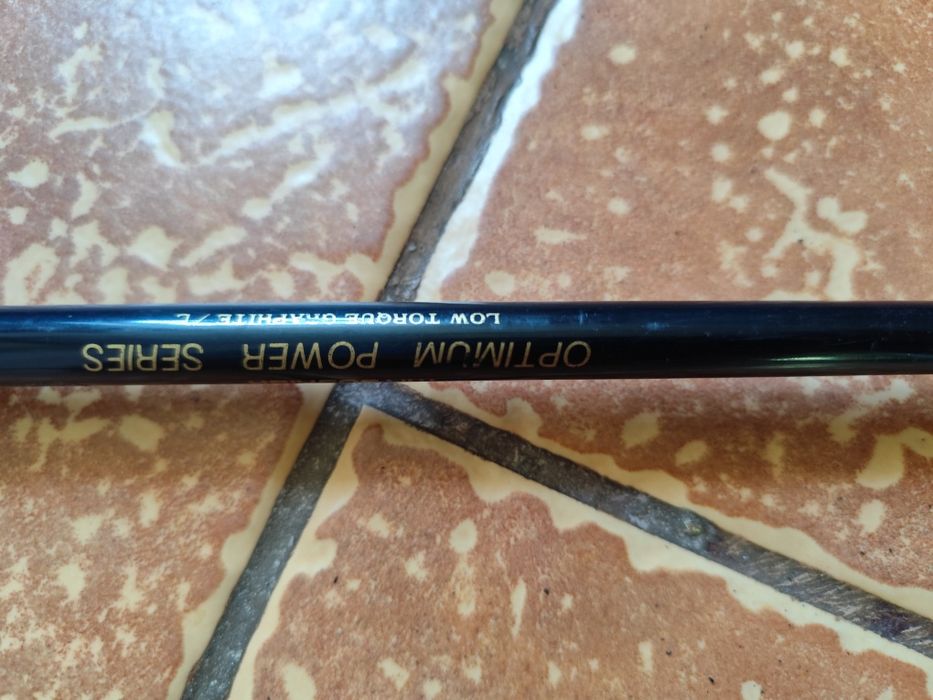 OPTIMUM POWER SERIES
LOW TORQUE GRAPHITE / L